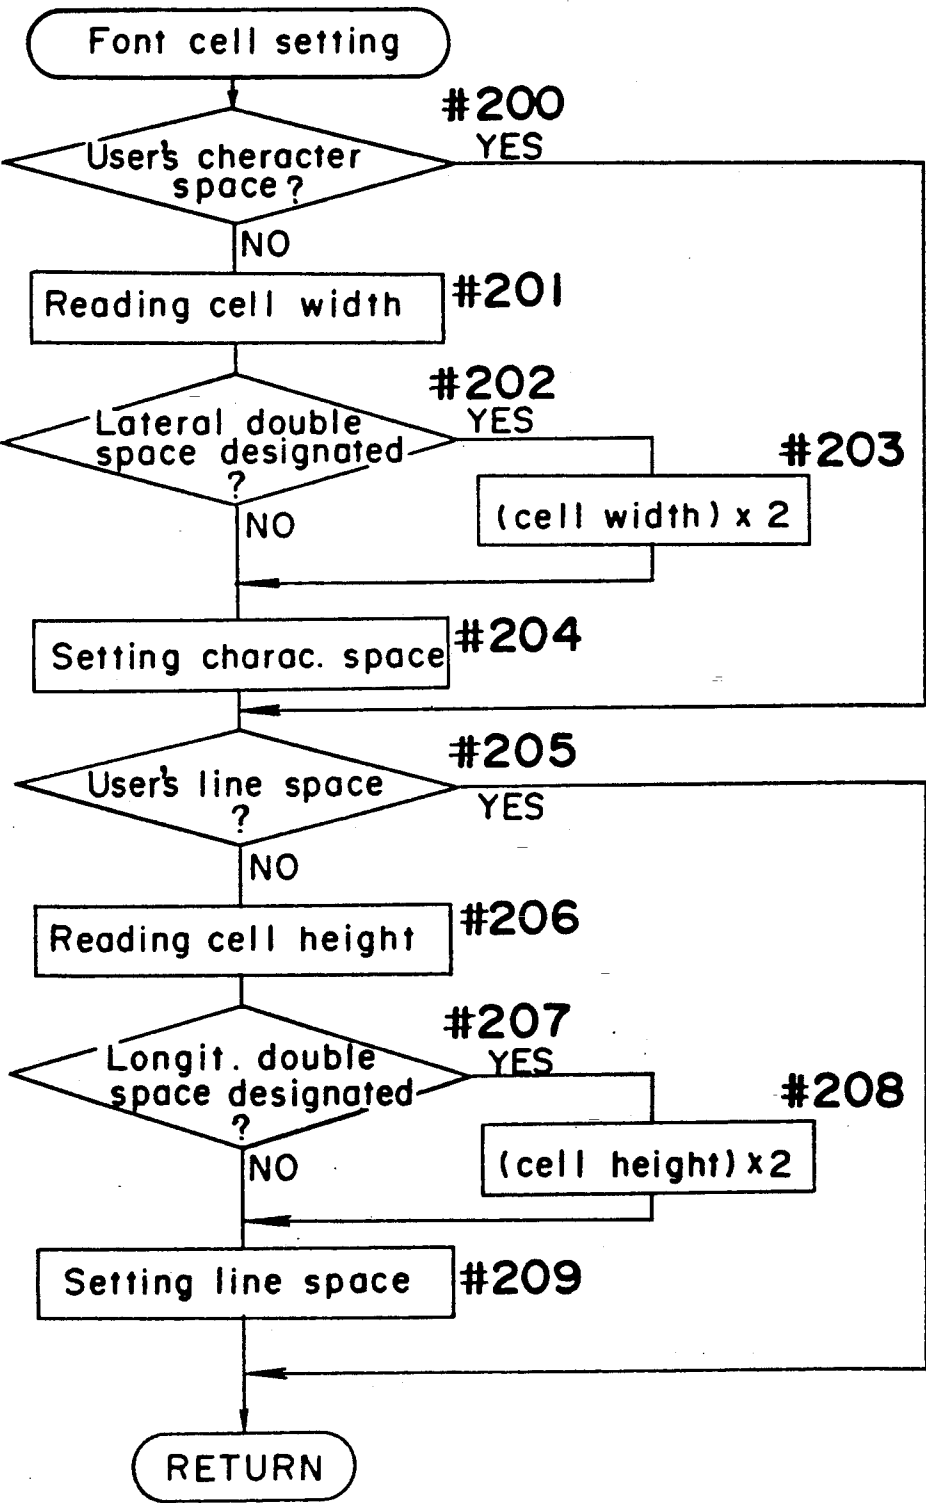 Font cell setting
#200
YES
User's cheracter
space?
NO
Reading cell width
#201
#202
YES
Lateral double
space designated
?
NO
#203
(cell width) x 2
Setting charac. space
#204
#205
YES
User's line space
?
NO
Reading cell height
#206
#207
YES
Longit. double
space designated
?
NO
#208
(cell height) x 2
Setting line space
#209
RETURN